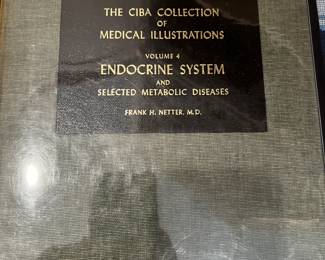 THE CIBA COLLECTION
OF
MEDICAL ILLUSTRATIONS
VOLUME 4
ENDOCRINE SYSTEM
AND
SELECTED METABOLIC DISEASES
FRANK H. NETTER, M.D.